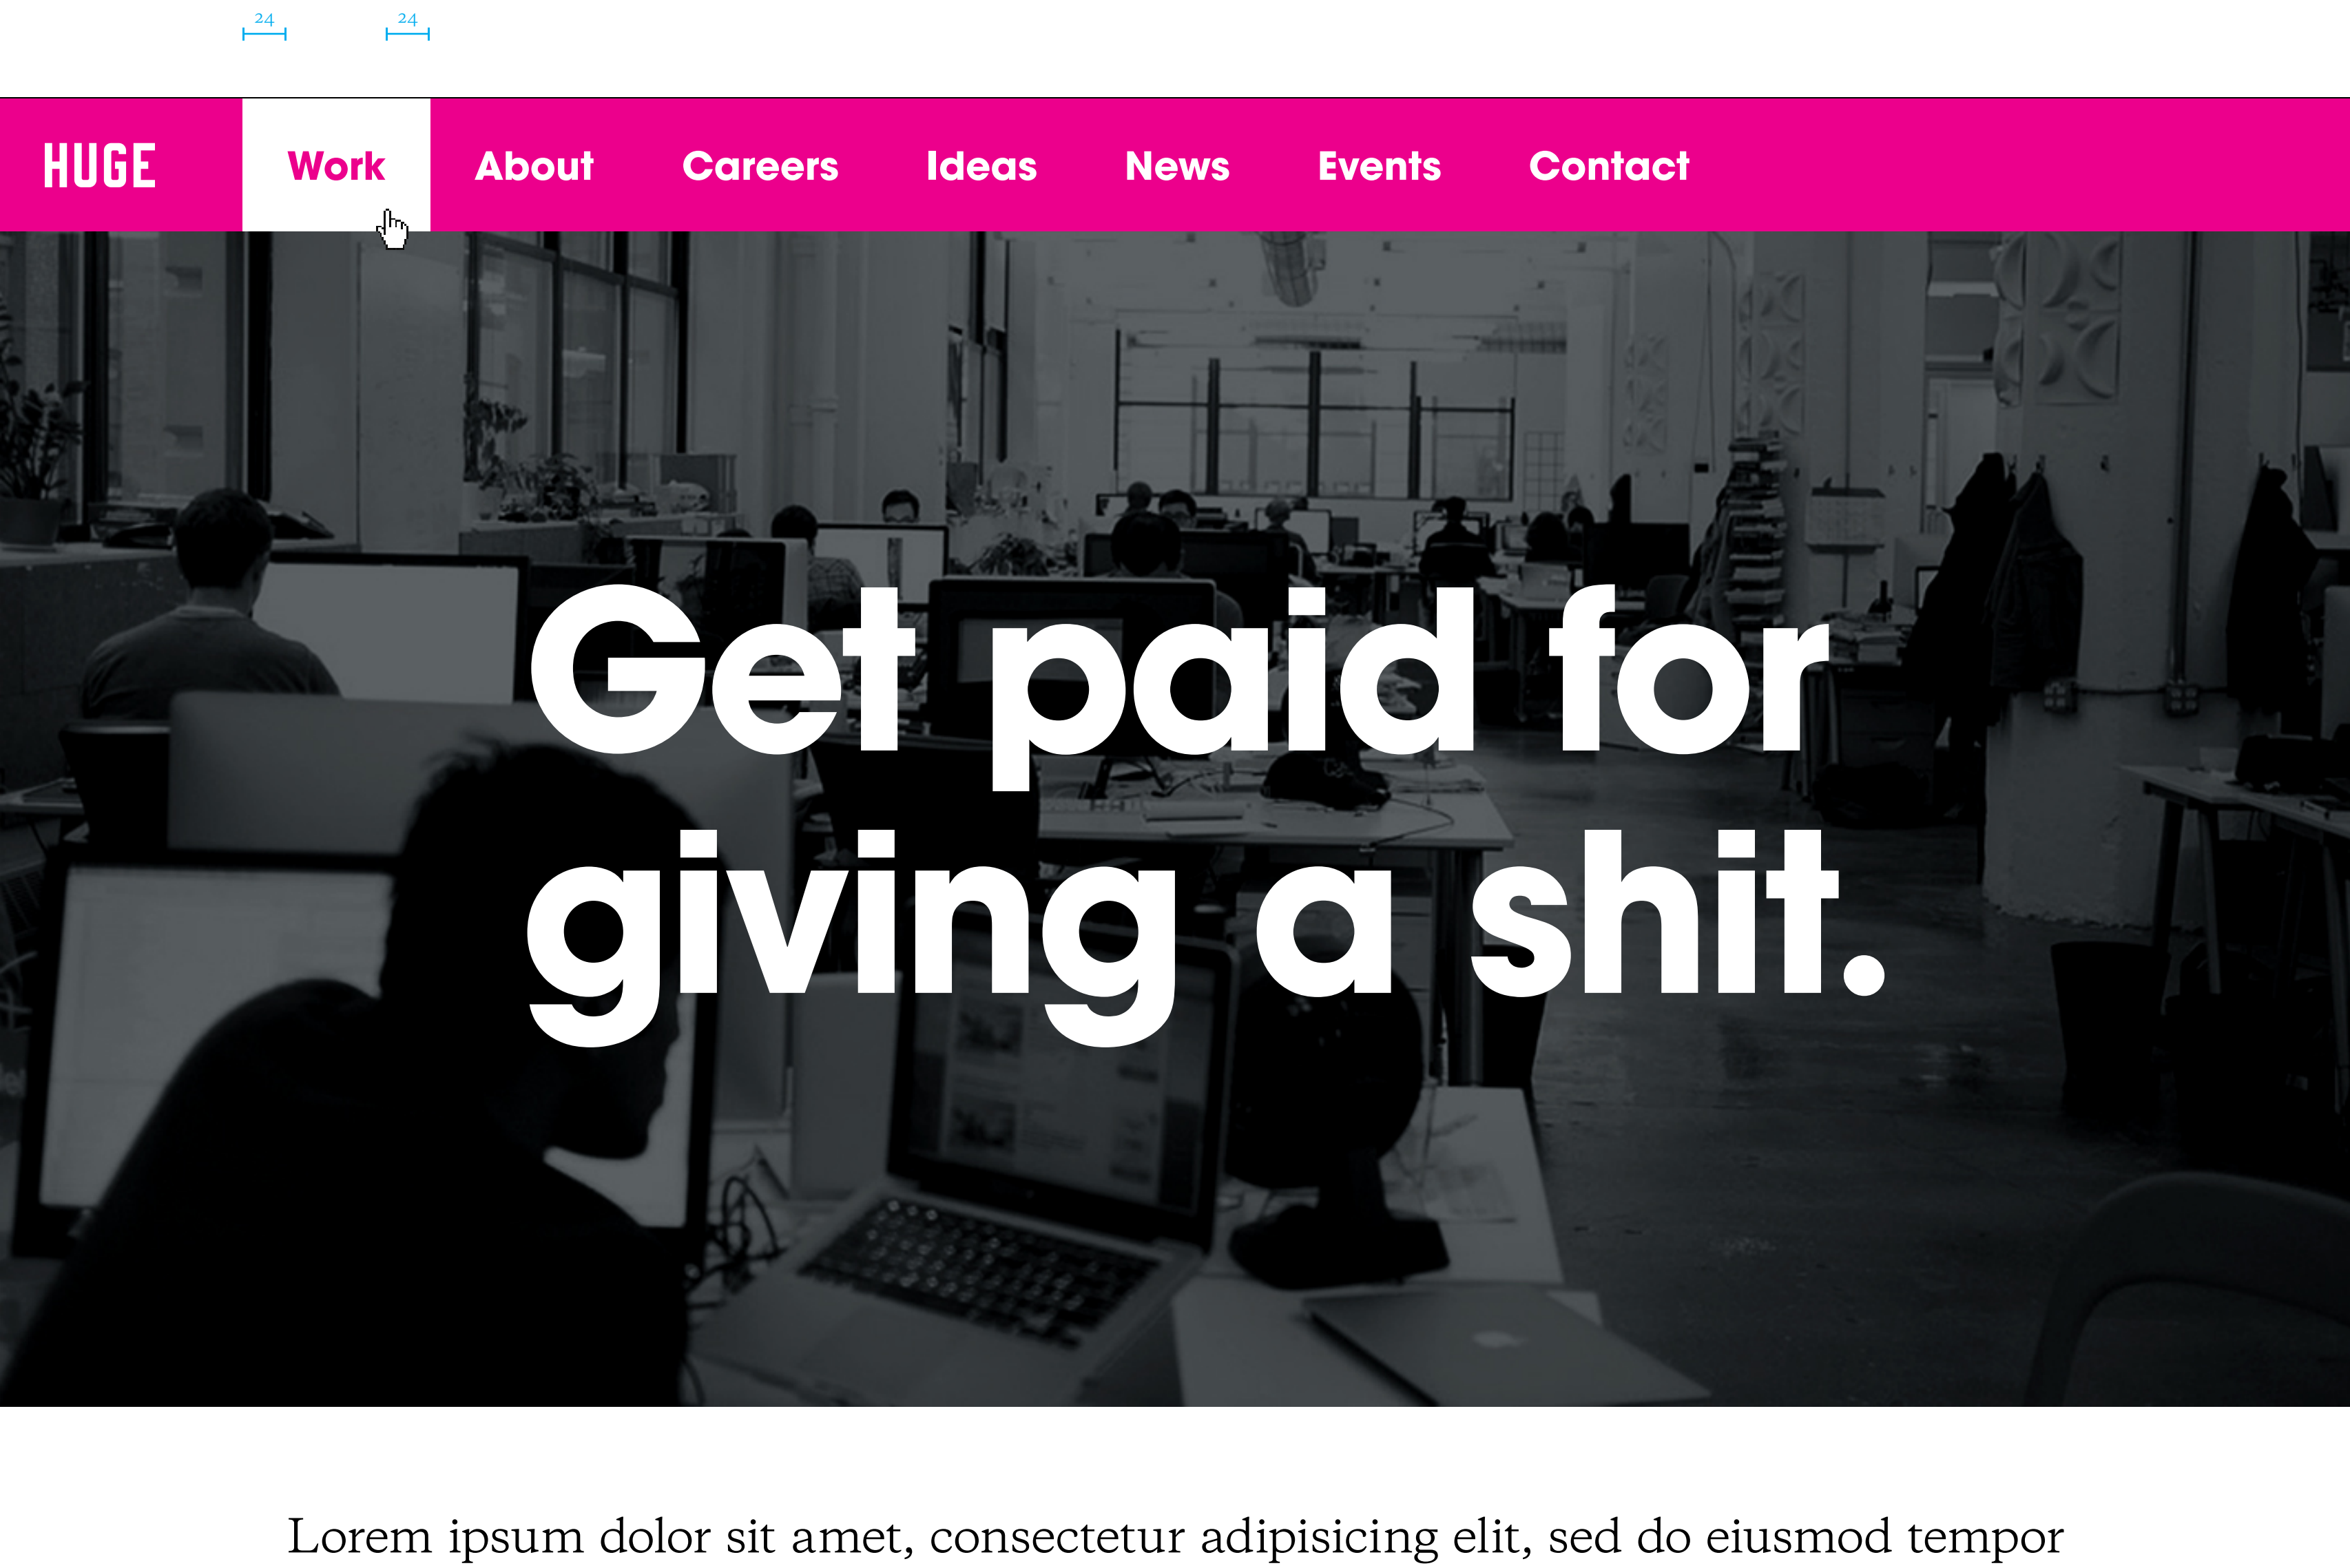 24 24
HUGE Work About Careers Ideas News Events Contact
Get paid for
giving a shit.
Lorem ipsum dolor sit amet, consectetur adipisicing elit, sed do eiusmod tempor